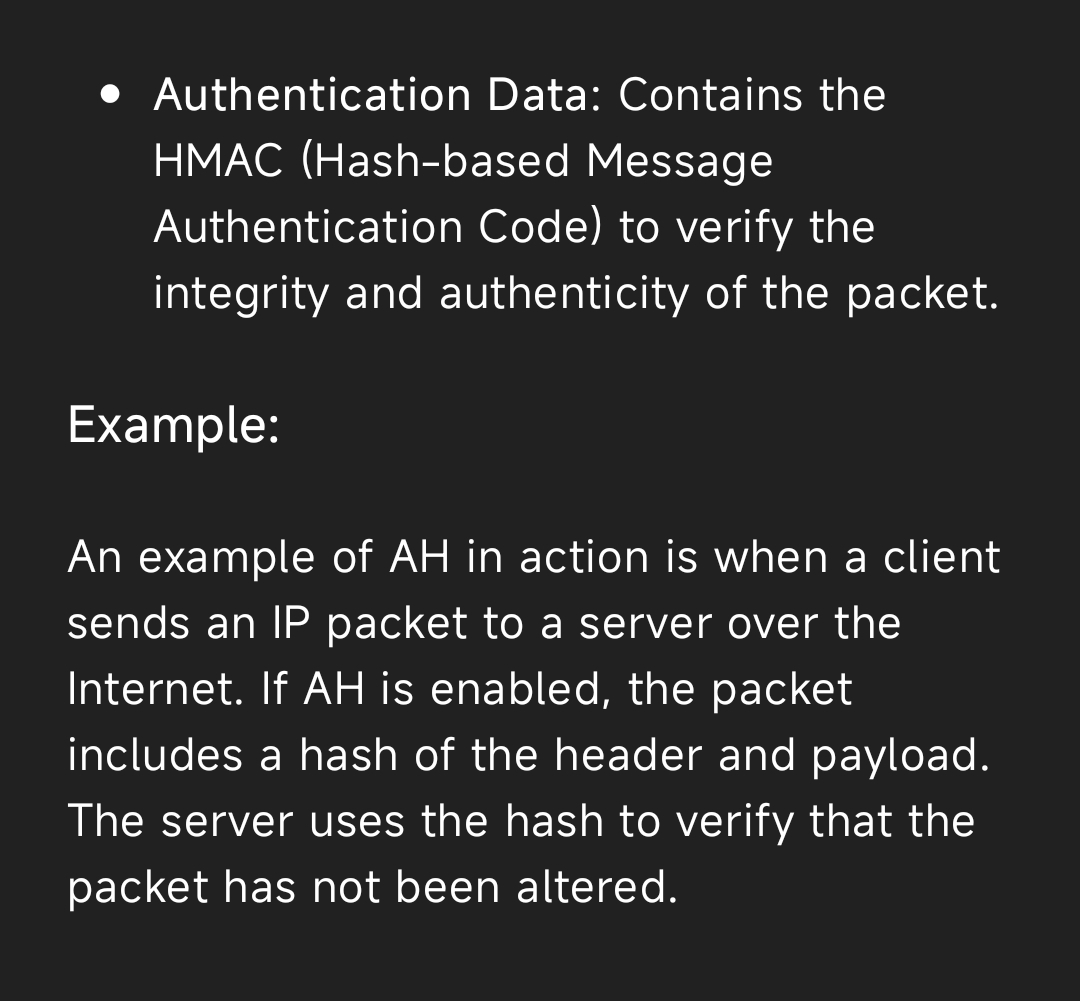 • Authentication Data: Contains the
HMAC (Hash-based Message
Authentication Code) to verify the
integrity and authenticity of the packet.
Example:
An example of AH in action is when a client
sends an IP packet to a server over the
Internet. If AH is enabled, the packet
includes a hash of the header and payload.
The server uses the hash to verify that the
packet has not been altered.